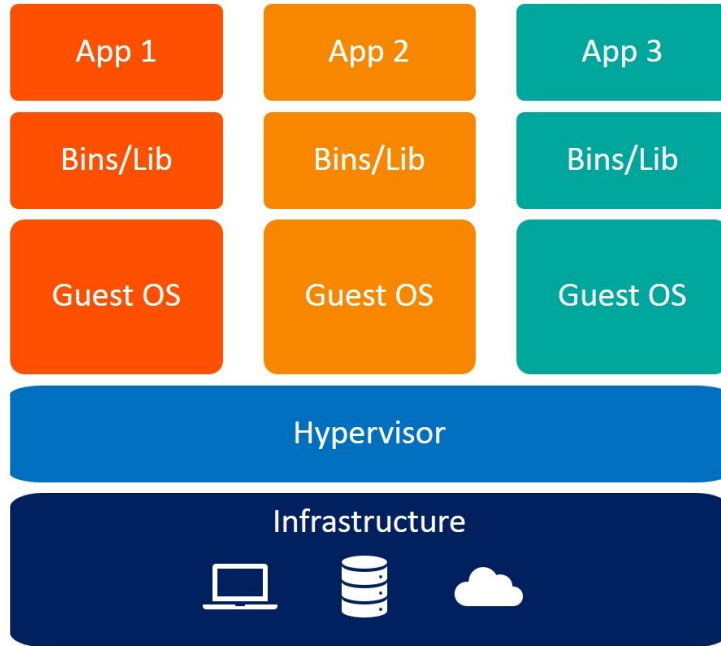 App 1
App 2
App 3
Bins/Lib
Bins/Lib
Bins/Lib
Guest OS
Guest OS
Guest OS
Hypervisor
Infrastructure